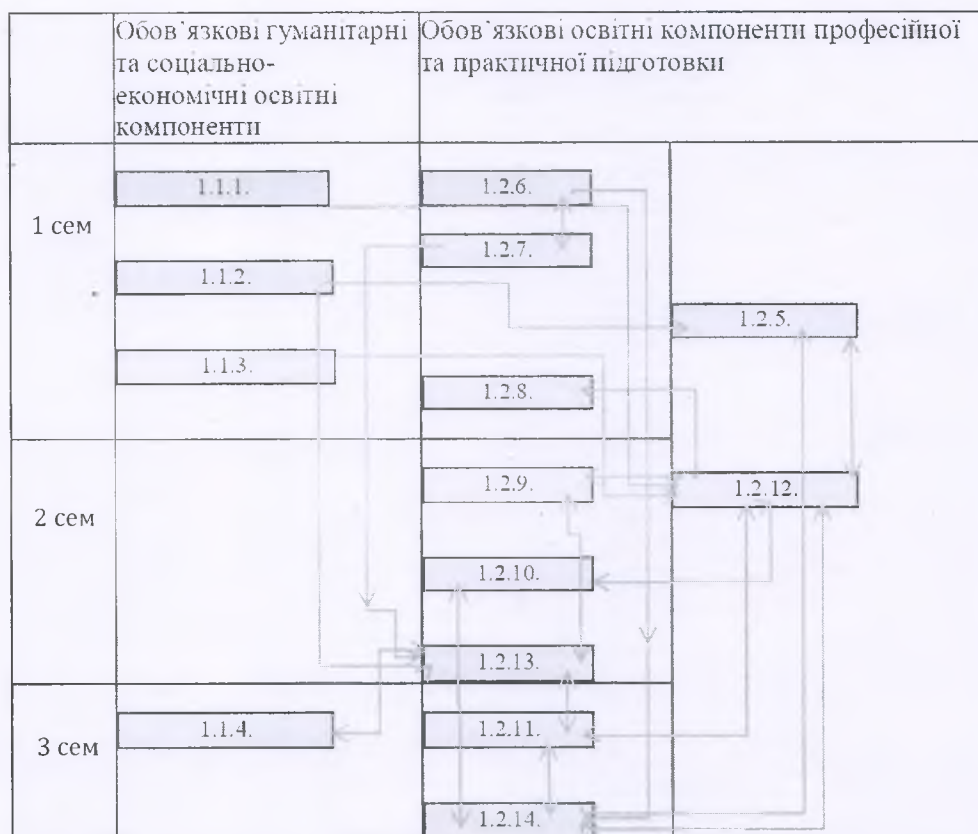 Обов’язкові гуманітарні
та соціально-
економічні освітні
компоненти
Обов’язкові освітні компоненти професійної
та практичної підготовки
1 сем
1.1.1.
1.2.6.
1.2.7.
1.1.2.
1.2.5.
1.1.3.
1.2.8.
2 сем
1.2.9.
1.2.12.
1.2.10.
1.2.13.
3 сем
1.1.4.
1.2.11.
1.2.14.